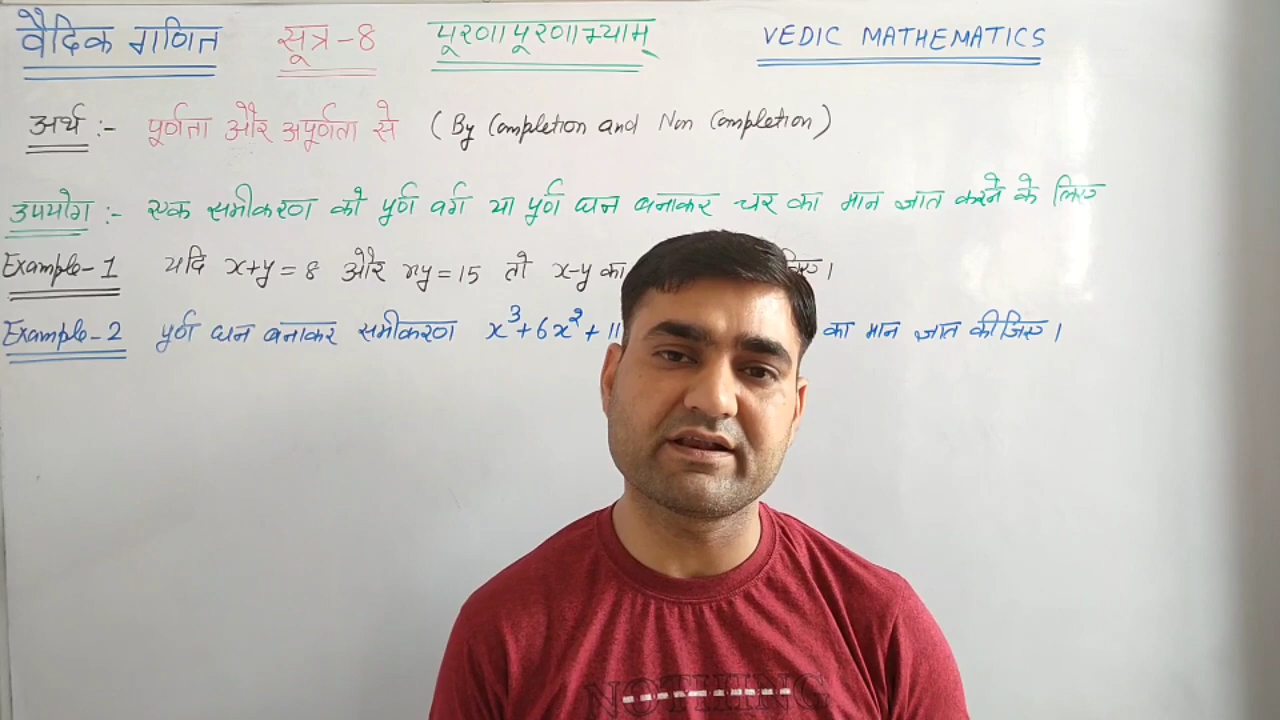 वैदिक गणित सूत्र-8 पूरणापूरणाभ्याम् VEDIC MATHEMATICS
अर्थ :- पूर्णता और अपूर्णता से (By Completion and Non Completion)
उपयोग :- एक समीकरण को पूर्ण वर्ग या पूर्ण घन बनाकर चर का मान ज्ञात करने के लिए
Example-1 यदि x+y=8 और xy=15 तो x-y का
Example-2 पूर्ण घन बनाकर समीकरण x³+6x²+11 का मान ज्ञात कीजिए।
NOTHING